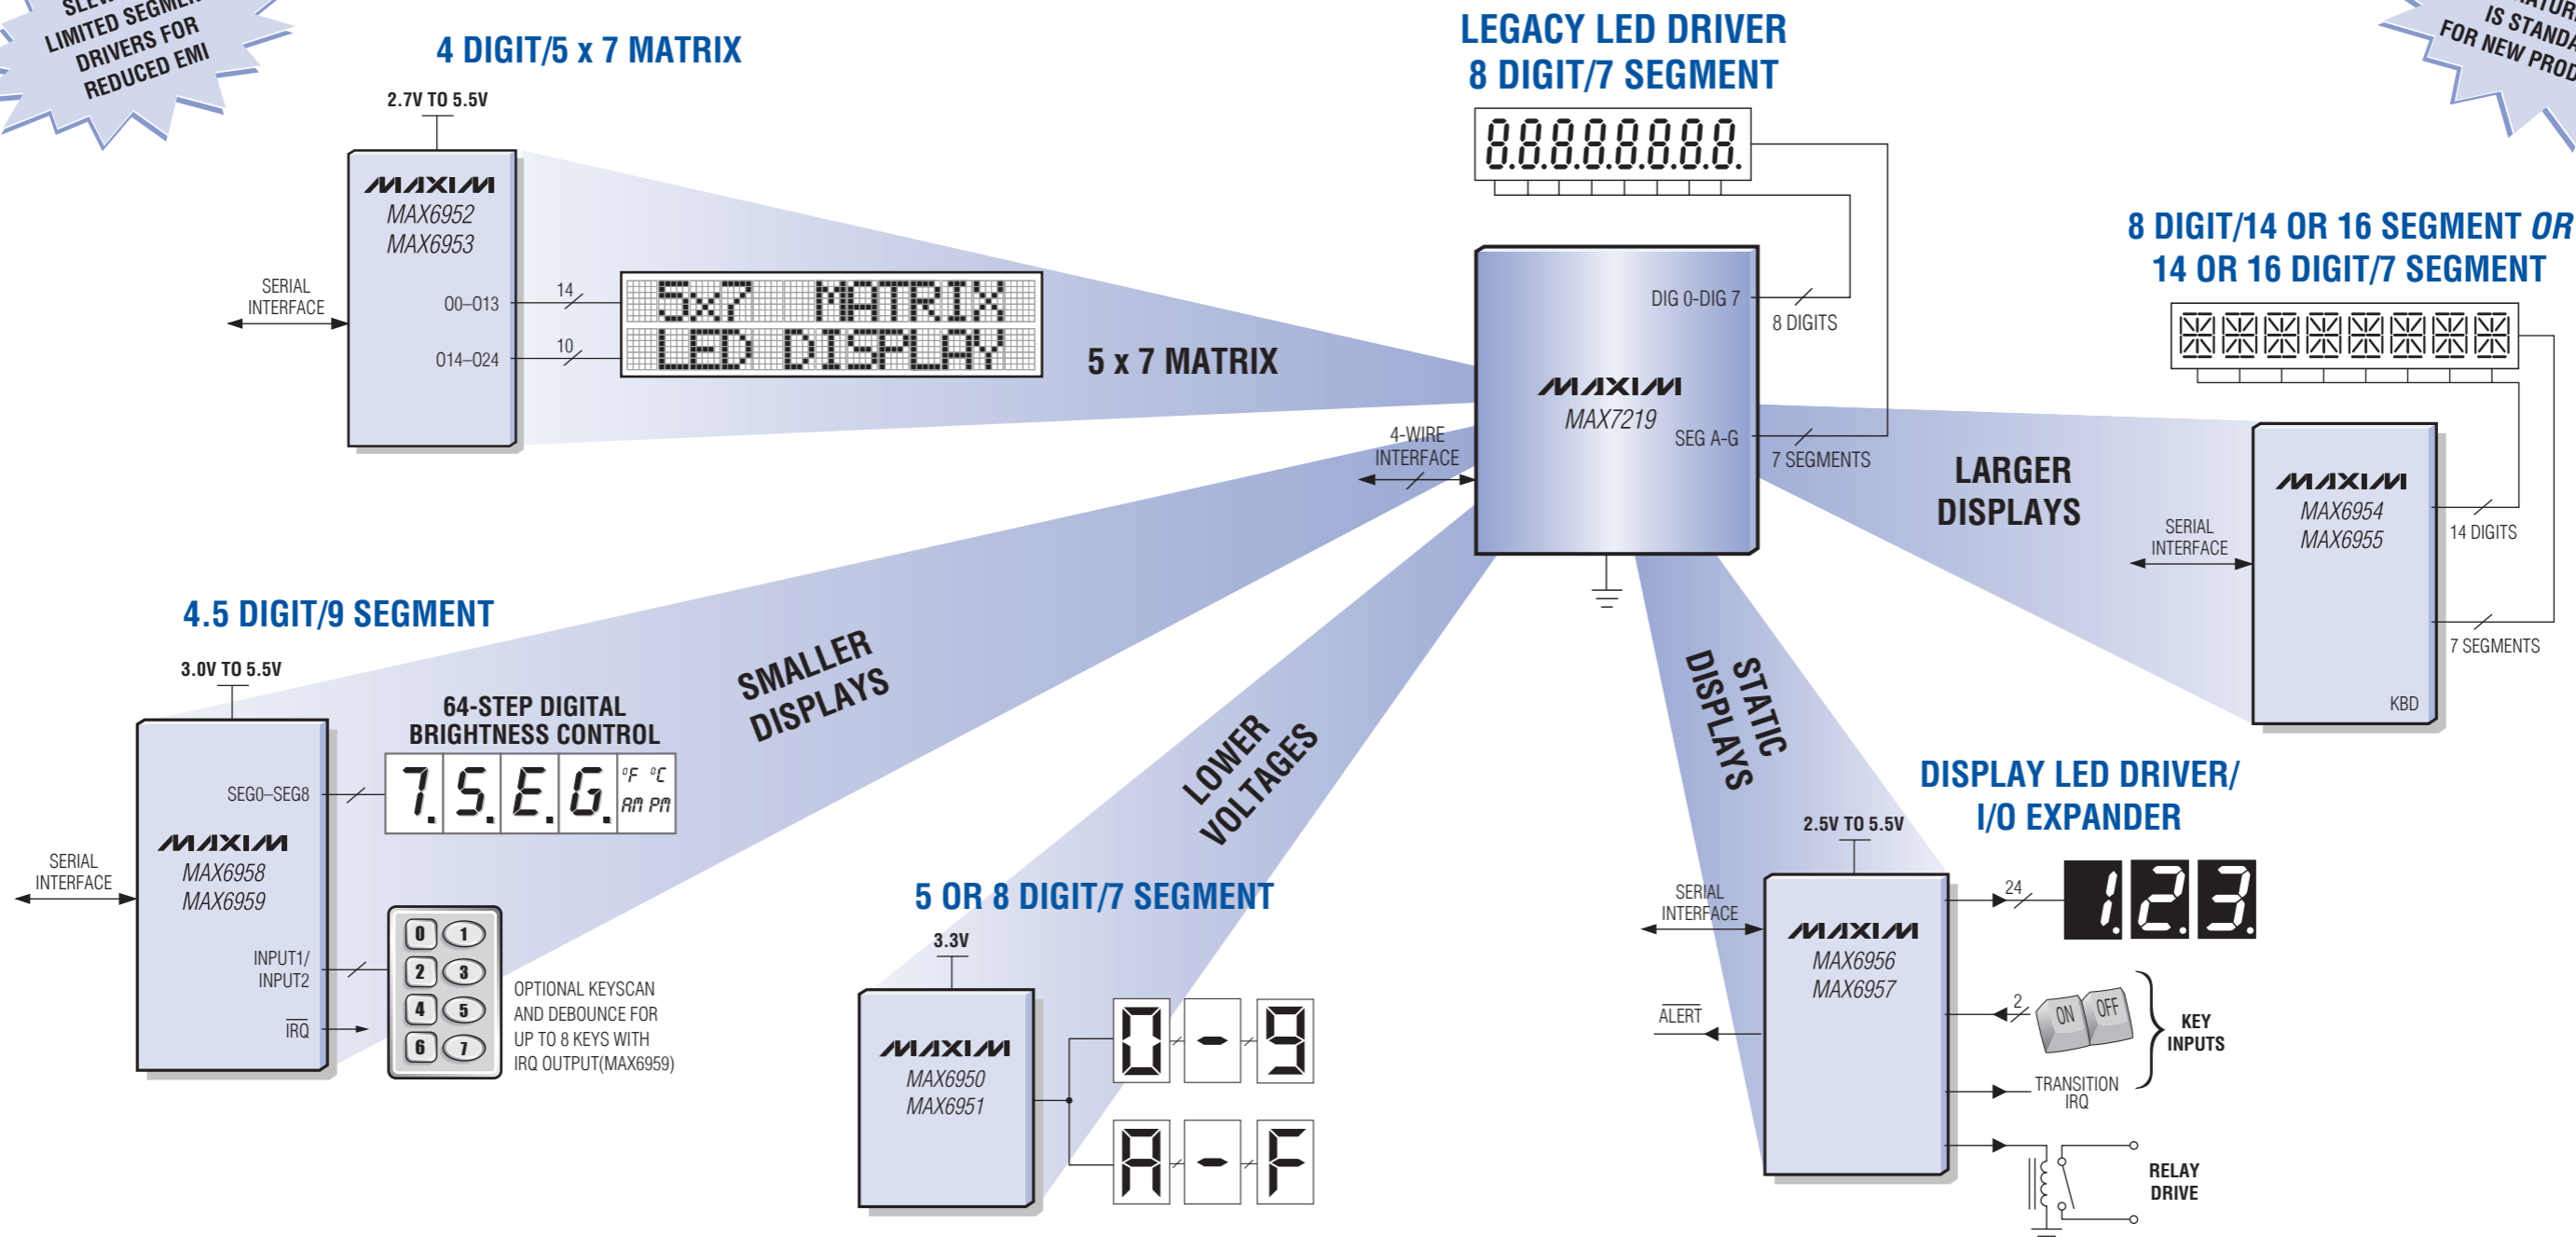 LIMITED SEGMENT
DRIVERS FOR
REDUCED EMI
4 DIGIT/5 x 7 MATRIX
2.7V TO 5.5V
MAXIM
MAX6952
MAX6953
SERIAL
INTERFACE
O0–O13
14
O14–O24
10
5x7 MATRIX
LED DISPLAY
5 x 7 MATRIX
LEGACY LED DRIVER
8 DIGIT/7 SEGMENT
8.8.8.8.8.8.8.8.
DIG 0-DIG 7
8 DIGITS
MAXIM
MAX7219
SEG A-G
7 SEGMENTS
4-WIRE
INTERFACE
IS STANDARD
FOR NEW PRODUCTS
8 DIGIT/14 OR 16 SEGMENT OR
14 OR 16 DIGIT/7 SEGMENT
LARGER
DISPLAYS
SERIAL
INTERFACE
MAXIM
MAX6954
MAX6955
14 DIGITS
7 SEGMENTS
KBD
4.5 DIGIT/9 SEGMENT
3.0V TO 5.5V
64-STEP DIGITAL
BRIGHTNESS CONTROL
SEG0–SEG8
7.S.E.G.
°F °C
AM PM
MAXIM
MAX6958
MAX6959
SERIAL
INTERFACE
INPUT1/
INPUT2
IRQ
0 1
2 3
4 5
6 7
OPTIONAL KEYSCAN
AND DEBOUNCE FOR
UP TO 8 KEYS WITH
IRQ OUTPUT(MAX6959)
SMALLER
DISPLAYS
LOWER
VOLTAGES
5 OR 8 DIGIT/7 SEGMENT
3.3V
MAXIM
MAX6950
MAX6951
0 - 9
A - F
STATIC
DISPLAYS
DISPLAY LED DRIVER/
I/O EXPANDER
2.5V TO 5.5V
SERIAL
INTERFACE
MAXIM
MAX6956
MAX6957
ALERT
24
1.2.3.
2
ON OFF
KEY
INPUTS
TRANSITION
IRQ
RELAY
DRIVE